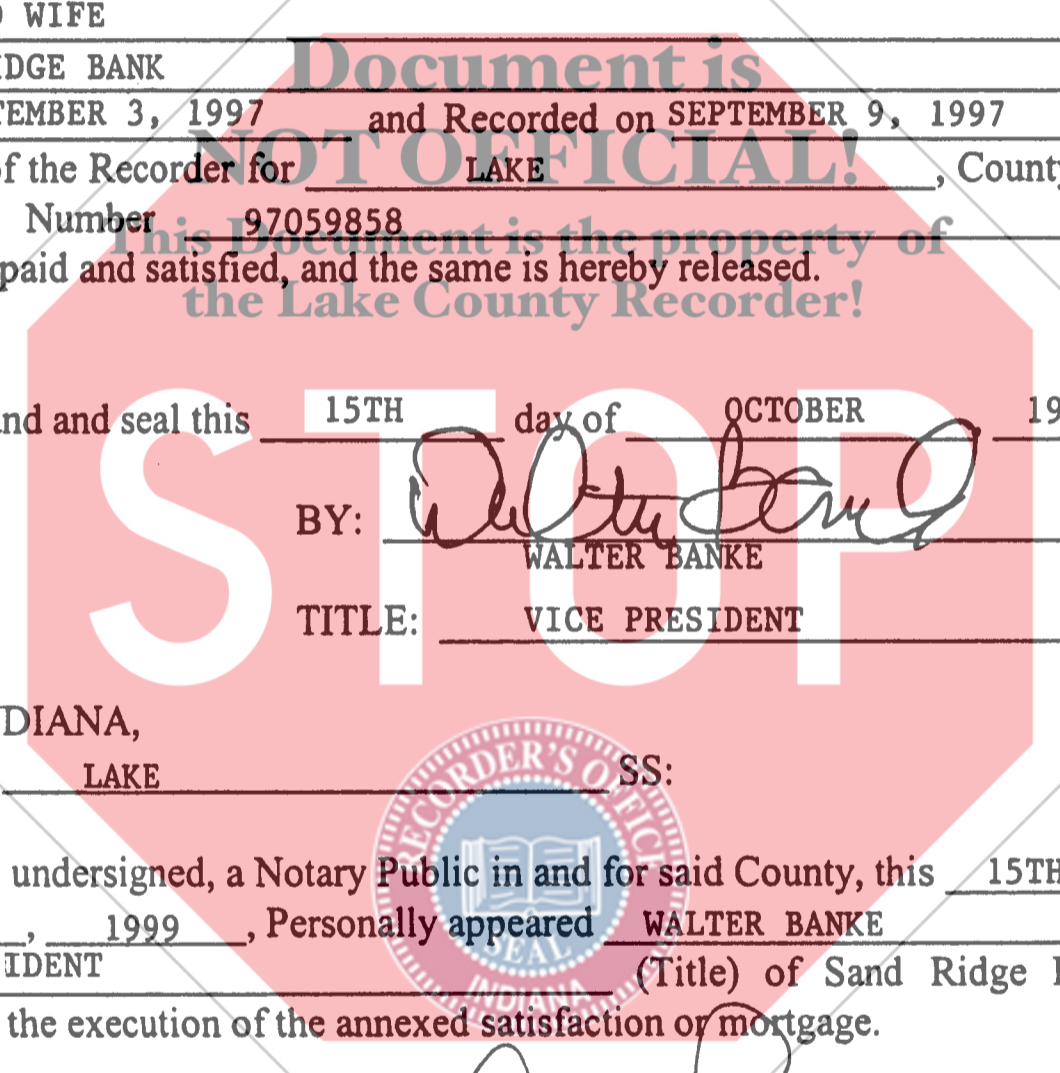 WIFE
DGE BANK
Document is
TEMBER 3, 1997 and Recorded on SEPTEMBER 9, 1997
NOT OFFICIAL!
of the Recorder for LAKE , County
Number 97059858
This Document is the property of
paid and satisfied, and the same is hereby released.
the Lake County Recorder!
STOP
nd and seal this 15TH day of OCTOBER 19
BY: Walter Banke
WALTER BANKE
TITLE: VICE PRESIDENT
DIANA,
LAKE SS:
RECORDER'S OFFICE
SEAL
INDIANA
undersigned, a Notary Public in and for said County, this 15TH
, 1999 , Personally appeared WALTER BANKE
IDENT (Title) of Sand Ridge
the execution of the annexed satisfaction or mortgage.